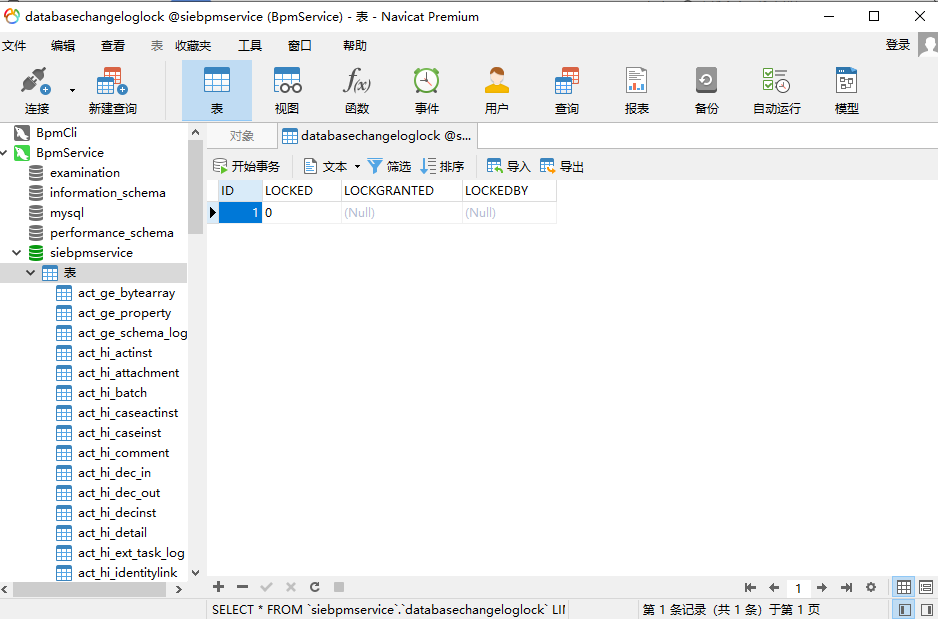 databasechangeloglock @siebpmservice (BpmService) - 表 - Navicat Premium
文件 编辑 查看 表 收藏夹 工具 窗口 帮助 登录
连接 新建查询 表 视图 函数 事件 用户 查询 报表 备份 自动运行 模型
f(x)
BpmCli
BpmService
examination
information_schema
mysql
performance_schema
siebpmservice
表
act_ge_bytearray
act_ge_property
act_ge_schema_log
act_hi_actinst
act_hi_attachment
act_hi_batch
act_hi_caseactinst
act_hi_caseinst
act_hi_comment
act_hi_dec_in
act_hi_dec_out
act_hi_decinst
act_hi_detail
act_hi_ext_task_log
act_hi_identitylink
对象 databasechangeloglock @s...
开始事务 文本 筛选 排序 导入 导出
ID LOCKED LOCKGRANTED LOCKEDBY
1 0 (Null) (Null)
1
SELECT * FROM `siebpmservice`.`databasechangeloglock` LI
第 1 条记录 (共 1 条) 于第 1 页